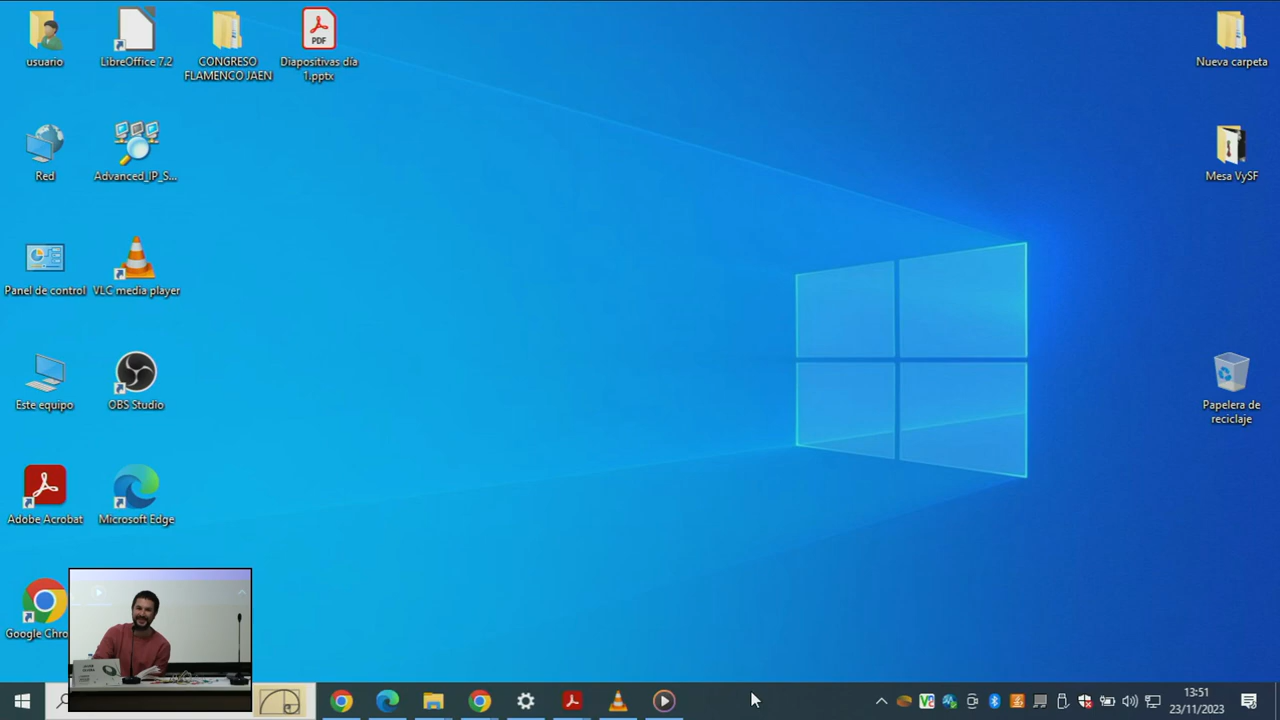 usuario
LibreOffice 7.2
CONGRESO
FLAMENCO JAEN
PDF
Diapositivas día
1.pptx
Nueva carpeta
Red
Advanced_IP_S...
Mesa VySF
Panel de control
VLC media player
Este equipo
OBS Studio
Papelera de
reciclaje
Adobe Acrobat
Microsoft Edge
Google Chro
13:51
23/11/2023